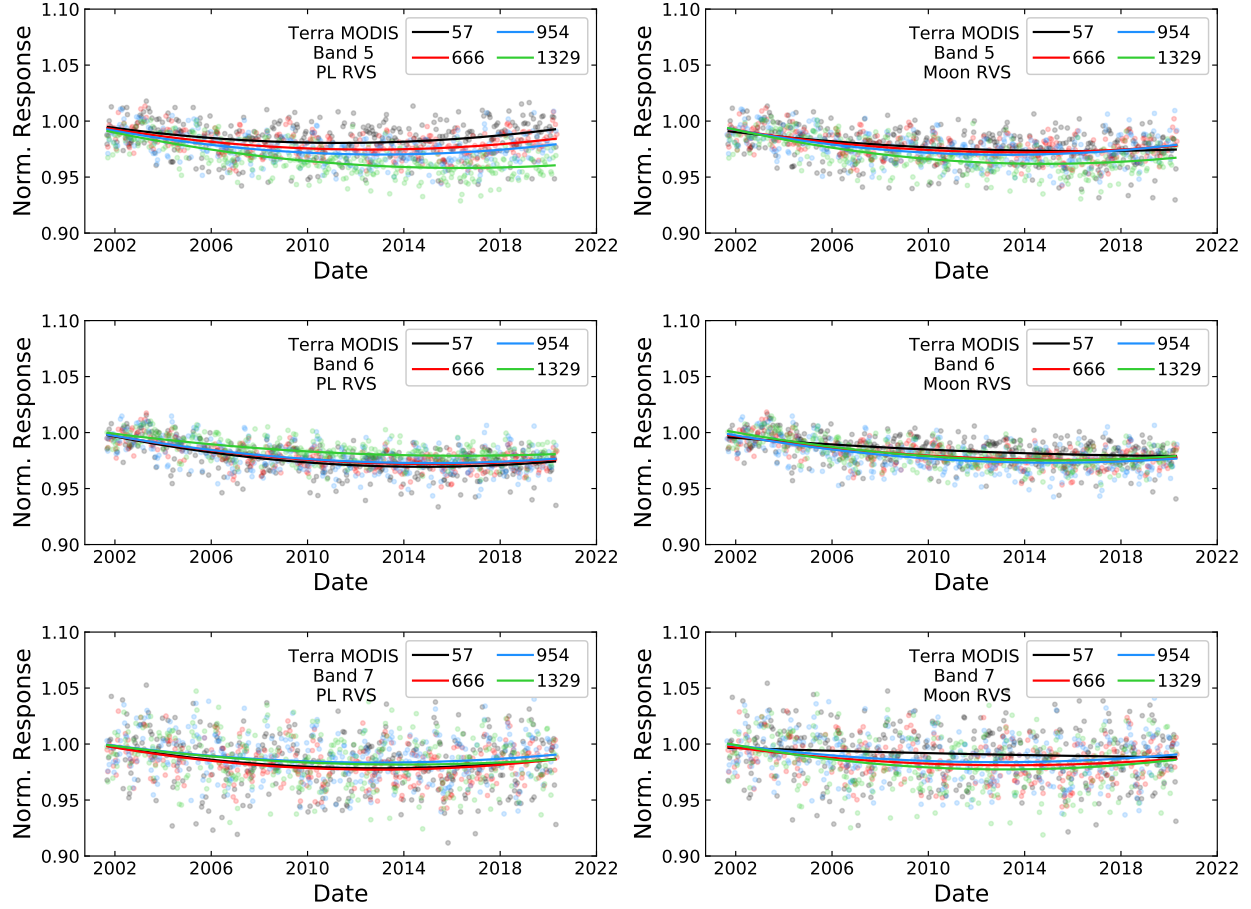 Terra MODIS
Band 5
PL RVS
57 954
666 1329
1.10
1.05
1.00
0.95
0.90
Norm. Response
2002 2006 2010 2014 2018 2022
Date
Terra MODIS
Band 5
Moon RVS
57 954
666 1329
1.10
1.05
1.00
0.95
0.90
Norm. Response
2002 2006 2010 2014 2018 2022
Date
Terra MODIS
Band 6
PL RVS
57 954
666 1329
1.10
1.05
1.00
0.95
0.90
Norm. Response
2002 2006 2010 2014 2018 2022
Date
Terra MODIS
Band 6
Moon RVS
57 954
666 1329
1.10
1.05
1.00
0.95
0.90
Norm. Response
2002 2006 2010 2014 2018 2022
Date
Terra MODIS
Band 7
PL RVS
57 954
666 1329
1.10
1.05
1.00
0.95
0.90
Norm. Response
2002 2006 2010 2014 2018 2022
Date
Terra MODIS
Band 7
Moon RVS
57 954
666 1329
1.10
1.05
1.00
0.95
0.90
Norm. Response
2002 2006 2010 2014 2018 2022
Date